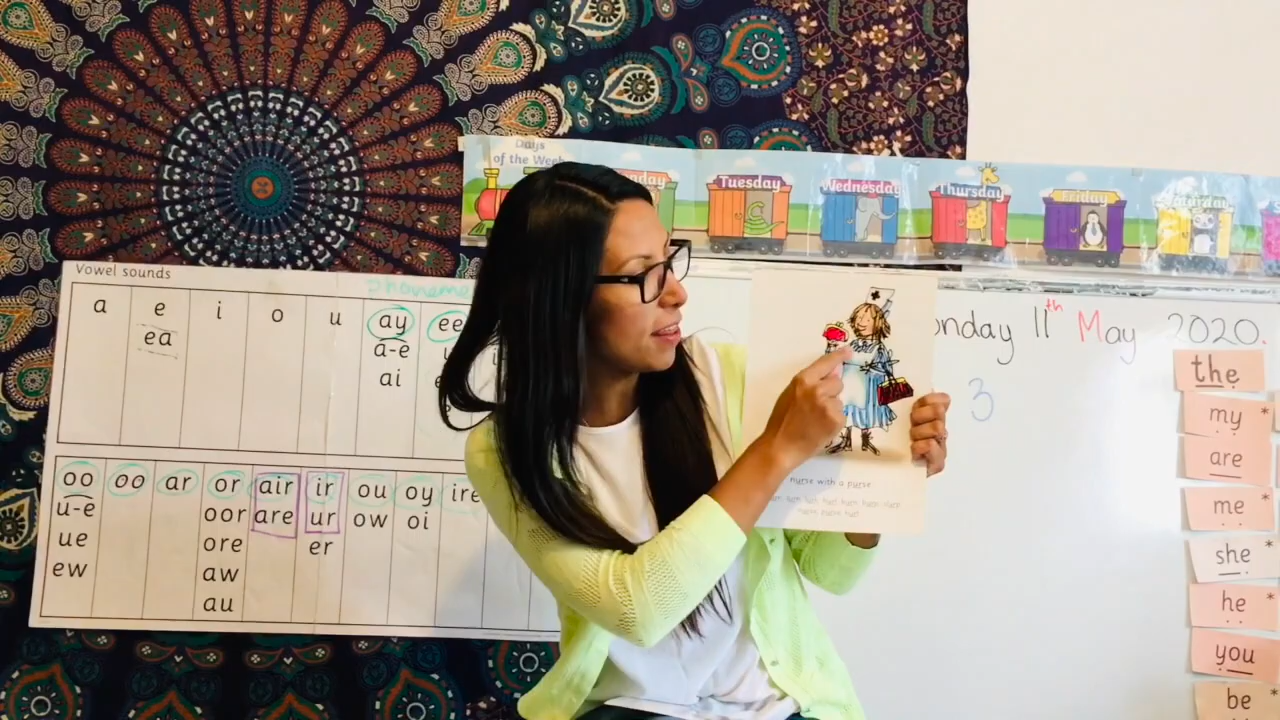 Days
of the Week
Tuesday
Wednesday
Thursday
Friday
Saturday
Vowel sounds
phoneme
a e i o u ay ee
ea a-e
ai
oo oo ar or air ir ou oy ire
u-e oor are ur ow oi
ue ore er
ew aw
au
nurse with a purse
onday 11th May 2020.
3
the
my *
are
me *
she *
he *
you
be *